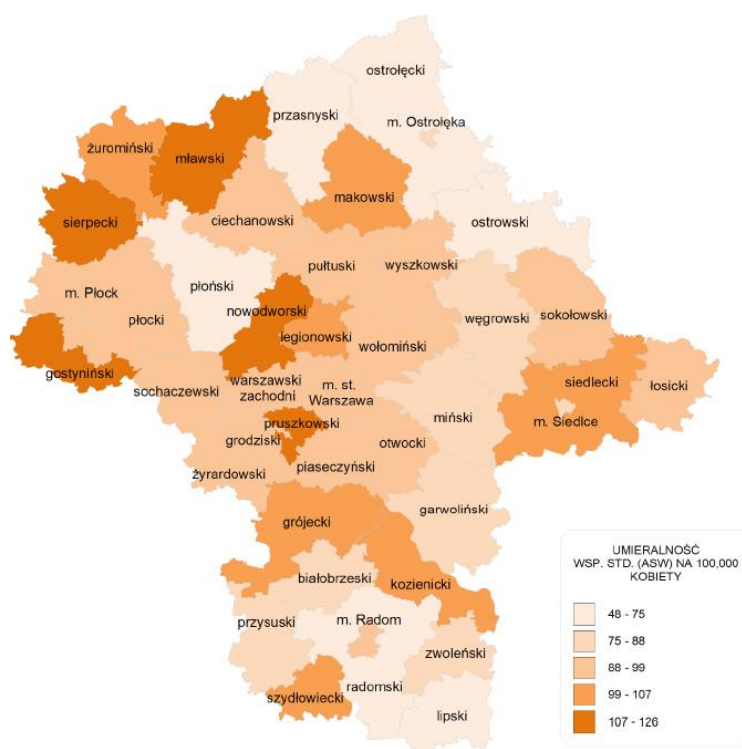 ostrołęcki
przasnyski
m. Ostrołęka
żuromiński
mławski
makowski
sierpecki
ciechanowski
ostrowski
pułtuski
wyszkowski
m. Płock
płoński
płocki
nowodworski
węgrowski
sokołowski
legionowski
wołomiński
gostyniński
sochaczewski
warszawski
zachodni
m. st.
Warszawa
siedlecki
łosicki
pruszkowski
miński
m. Siedlce
grodziski
otwocki
żyrardowski
piaseczyński
garwoliński
grójecki
białobrzeski
kozienicki
przysuski
m. Radom
zwoleński
szydłowiecki
radomski
lipski
UMIERALNOŚĆ
WSP. STD. (ASW) NA 100,000
KOBIETY
48 - 75
75 - 88
88 - 99
99 - 107
107 - 126